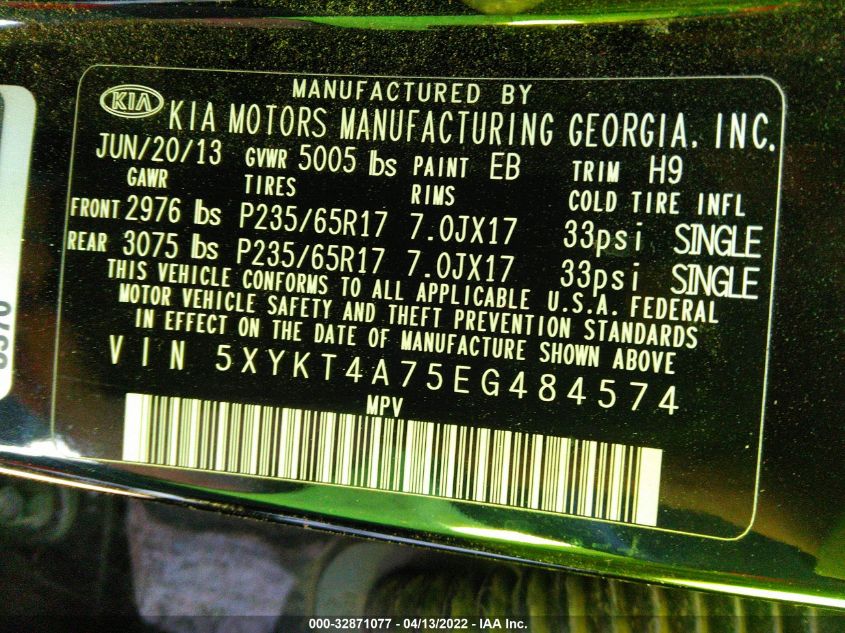 MANUFACTURED BY
KIA KIA MOTORS MANUFACTURING GEORGIA, INC.
JUN/20/13 GVWR 5005 lbs PAINT EB TRIM H9
GAWR TIRES RIMS COLD TIRE INFL
FRONT 2976 lbs P235/65R17 7.0JX17 33psi SINGLE
REAR 3075 lbs P235/65R17 7.0JX17 33psi SINGLE
THIS VEHICLE CONFORMS TO ALL APPLICABLE U.S.A. FEDERAL
MOTOR VEHICLE SAFETY AND THEFT PREVENTION STANDARDS
IN EFFECT ON THE DATE OF MANUFACTURE SHOWN ABOVE
VIN 5XYKT4A75EG484574
MPV
000-32871077 - 04/13/2022 - IAA Inc.